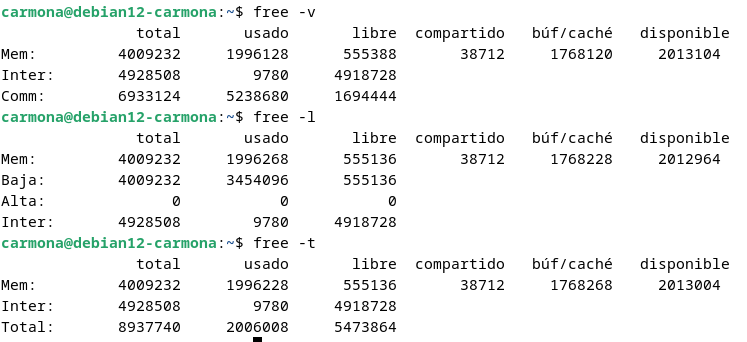 carmona@debian12-carmona:~$ free -v
               total       usado       libre  compartido   búf/caché   disponible
Mem:         4009232     1996128      555388       38712     1768120      2013104
Inter:       4928508        9780     4918728
Comm:        6933124     5238680     1694444
carmona@debian12-carmona:~$ free -l
               total       usado       libre  compartido   búf/caché   disponible
Mem:         4009232     1996268      555136       38712     1768228      2012964
Baja:        4009232     3454096      555136
Alta:              0           0           0
Inter:       4928508        9780     4918728
carmona@debian12-carmona:~$ free -t
               total       usado       libre  compartido   búf/caché   disponible
Mem:         4009232     1996228      555136       38712     1768268      2013004
Inter:       4928508        9780     4918728
Total:       8937740     2006008     5473864